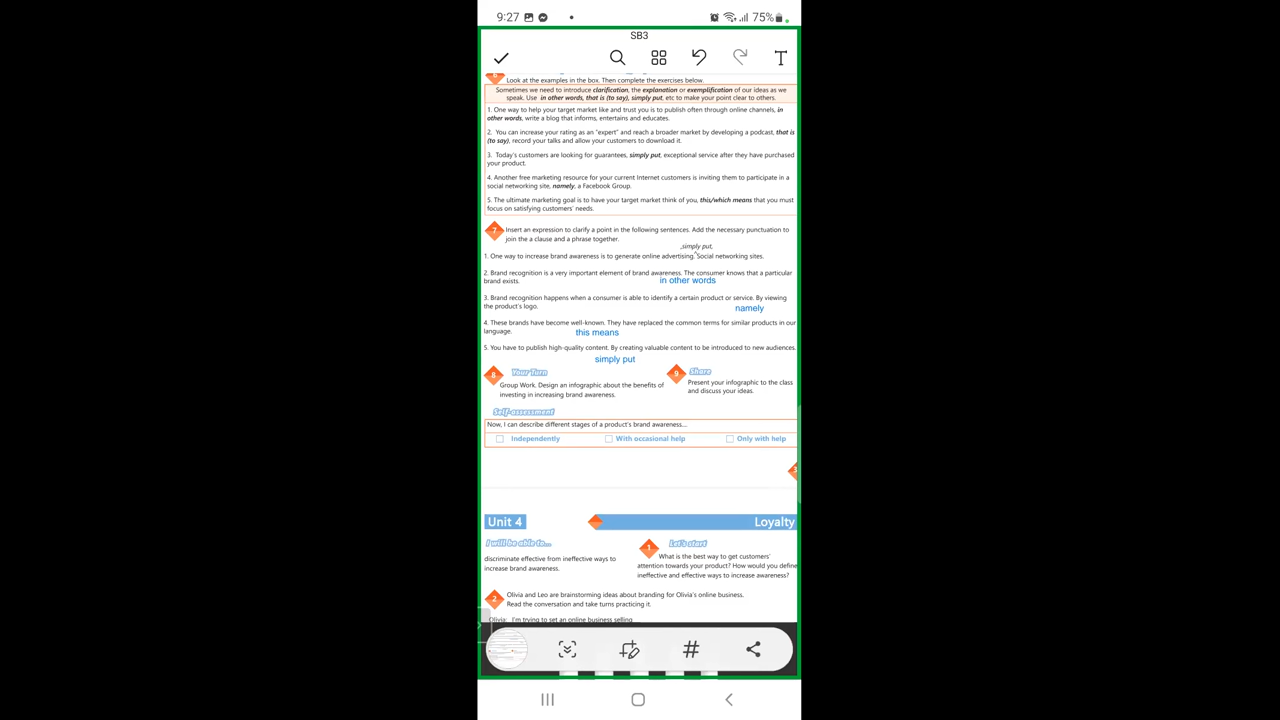 9:27
75%
SB3
T
6
Look at the examples in the box. Then complete the exercises below.
Sometimes we need to introduce clarification, the explanation or exemplification of our ideas as we
speak. Use in other words, that is (to say), simply put, etc to make your point clear to others.
1. One way to help your target market like and trust you is to publish often through online channels, in
other words, write a blog that informs, entertains and educates.
2. You can increase your rating as an "expert" and reach a broader market by developing a podcast, that is
(to say), record your talks and allow your customers to download it.
3. Today's customers are looking for guarantees, simply put, exceptional service after they have purchased
your product.
4. Another free marketing resource for your current Internet customers is inviting them to participate in a
social networking site, namely, a Facebook Group.
5. The ultimate marketing goal is to have your target market think of you, this/which means that you must
focus on satisfying customers' needs.
7
Insert an expression to clarify a point in the following sentences. Add the necessary punctuation to
join the a clause and a phrase together.
,simply put,
1. One way to increase brand awareness is to generate online advertising. Social networking sites.
2. Brand recognition is a very important element of brand awareness. The consumer knows that a particular
brand exists.
in other words
3. Brand recognition happens when a consumer is able to identify a certain product or service. By viewing
the product's logo.
namely
4. These brands have become well-known. They have replaced the common terms for similar products in our
language.
this means
5. You have to publish high-quality content. By creating valuable content to be introduced to new audiences.
simply put
8 Your Turn
Group Work. Design an infographic about the benefits of
investing in increasing brand awareness.
9 Share
Present your infographic to the class
and discuss your ideas.
Self-assessment
Now, I can describe different stages of a product's brand awareness...
Independently With occasional help Only with help
Unit 4 Loyalty
I will be able to...
discriminate effective from ineffective ways to
increase brand awareness.
1 Let's start
What is the best way to get customers'
attention towards your product? How would you define
ineffective and effective ways to increase awareness?
2
Olivia and Leo are brainstorming ideas about branding for Olivia's online business.
Read the conversation and take turns practicing it.
Olivia: I'm trying to set an online business selling
#